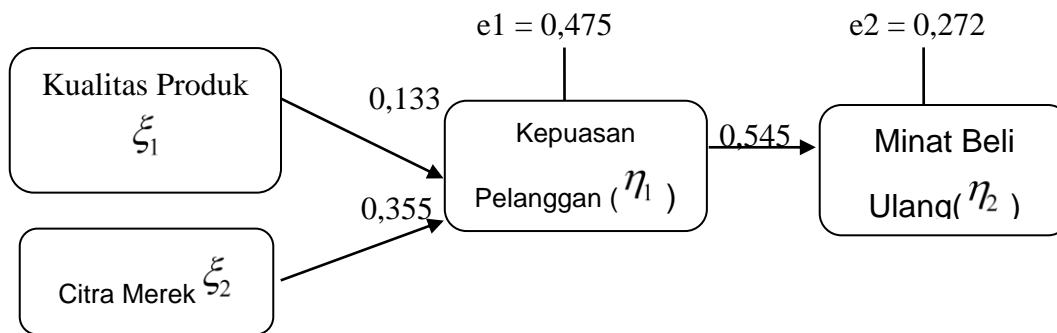 e1 = 0,475
e2 = 0,272
Kualitas Produk
ξ₁
0,133
Kepuasan
Pelanggan ( η₁ )
0,545
Minat Beli
Ulang( η₂ )
0,355
Citra Merek ξ₂